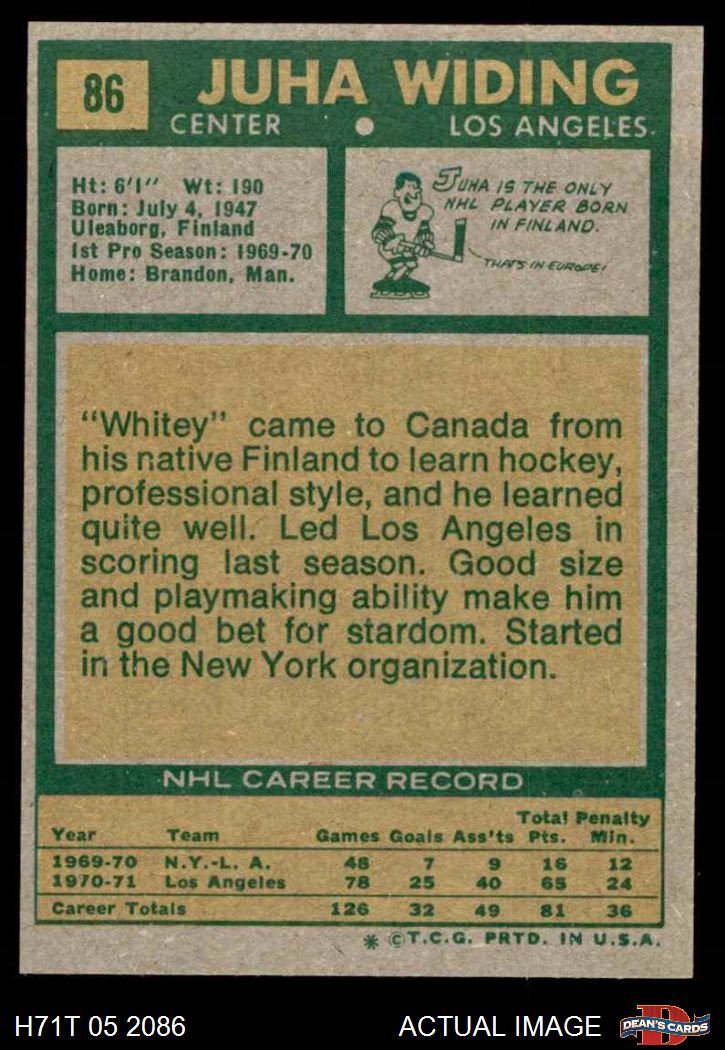 86
JUHA WIDING
CENTER • LOS ANGELES
Ht: 6'1" Wt: 190
Born: July 4, 1947
Uleaborg, Finland
1st Pro Season: 1969-70
Home: Brandon, Man.
JUHA IS THE ONLY
NHL PLAYER BORN
IN FINLAND.
THAT'S IN EUROPE!
"Whitey" came to Canada from
his native Finland to learn hockey,
professional style, and he learned
quite well. Led Los Angeles in
scoring last season. Good size
and playmaking ability make him
a good bet for stardom. Started
in the New York organization.
NHL CAREER RECORD
Total Penalty
Year Team Games Goals Ass'ts Pts. Min.
1969-70 N.Y.-L. A. 48 7 9 16 12
1970-71 Los Angeles 78 25 40 65 24
Career Totals 126 32 49 81 36
* © T.C.G. PRTD. IN U.S.A.
H71T 05 2086 ACTUAL IMAGE
D
DEAN'S CARDS